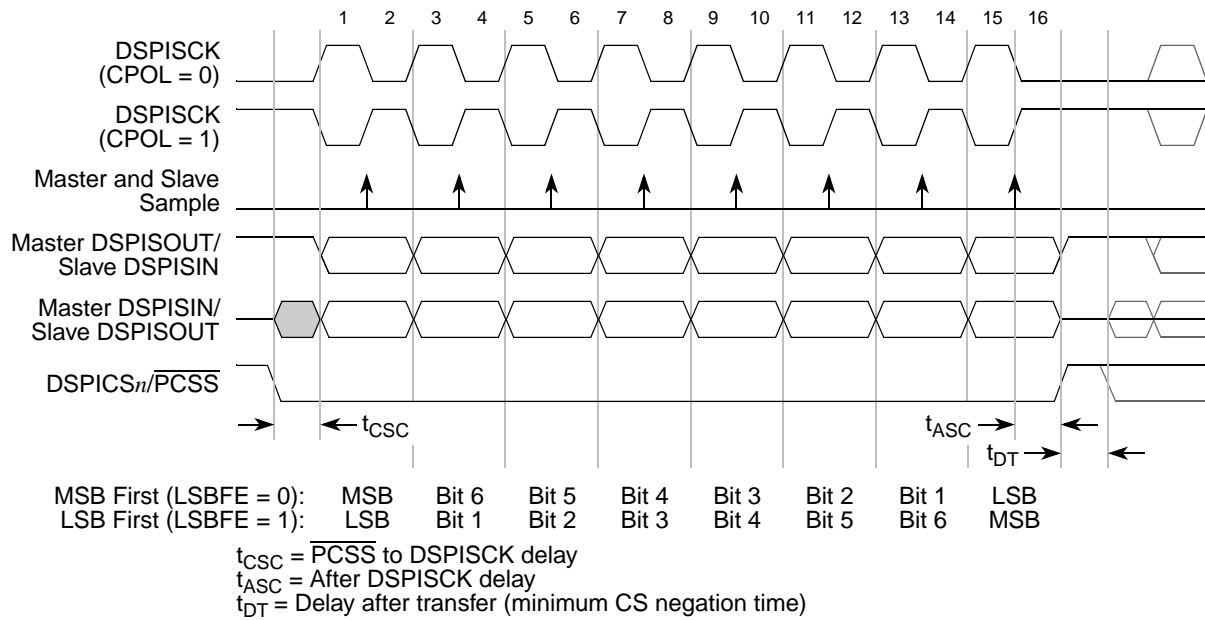 1 2 3 4 5 6 7 8 9 10 11 12 13 14 15 16
DSPISCK
(CPOL = 0)
DSPISCK
(CPOL = 1)
Master and Slave
Sample
Master DSPISOUT/
Slave DSPISIN
Master DSPISIN/
Slave DSPISOUT
DSPICSn/PCSS
tCSC
tASC
tDT
MSB First (LSBFE = 0): MSB Bit 6 Bit 5 Bit 4 Bit 3 Bit 2 Bit 1 LSB
LSB First (LSBFE = 1): LSB Bit 1 Bit 2 Bit 3 Bit 4 Bit 5 Bit 6 MSB
tCSC = PCSS to DSPISCK delay
tASC = After DSPISCK delay
tDT = Delay after transfer (minimum CS negation time)